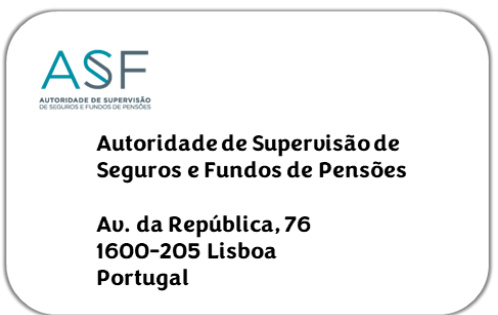 ASF
AUTORIDADE DE SUPERVISÃO
DE SEGUROS E FUNDOS DE PENSÕES
Autoridade de Supervisão de
Seguros e Fundos de Pensões
Av. da República, 76
1600-205 Lisboa
Portugal